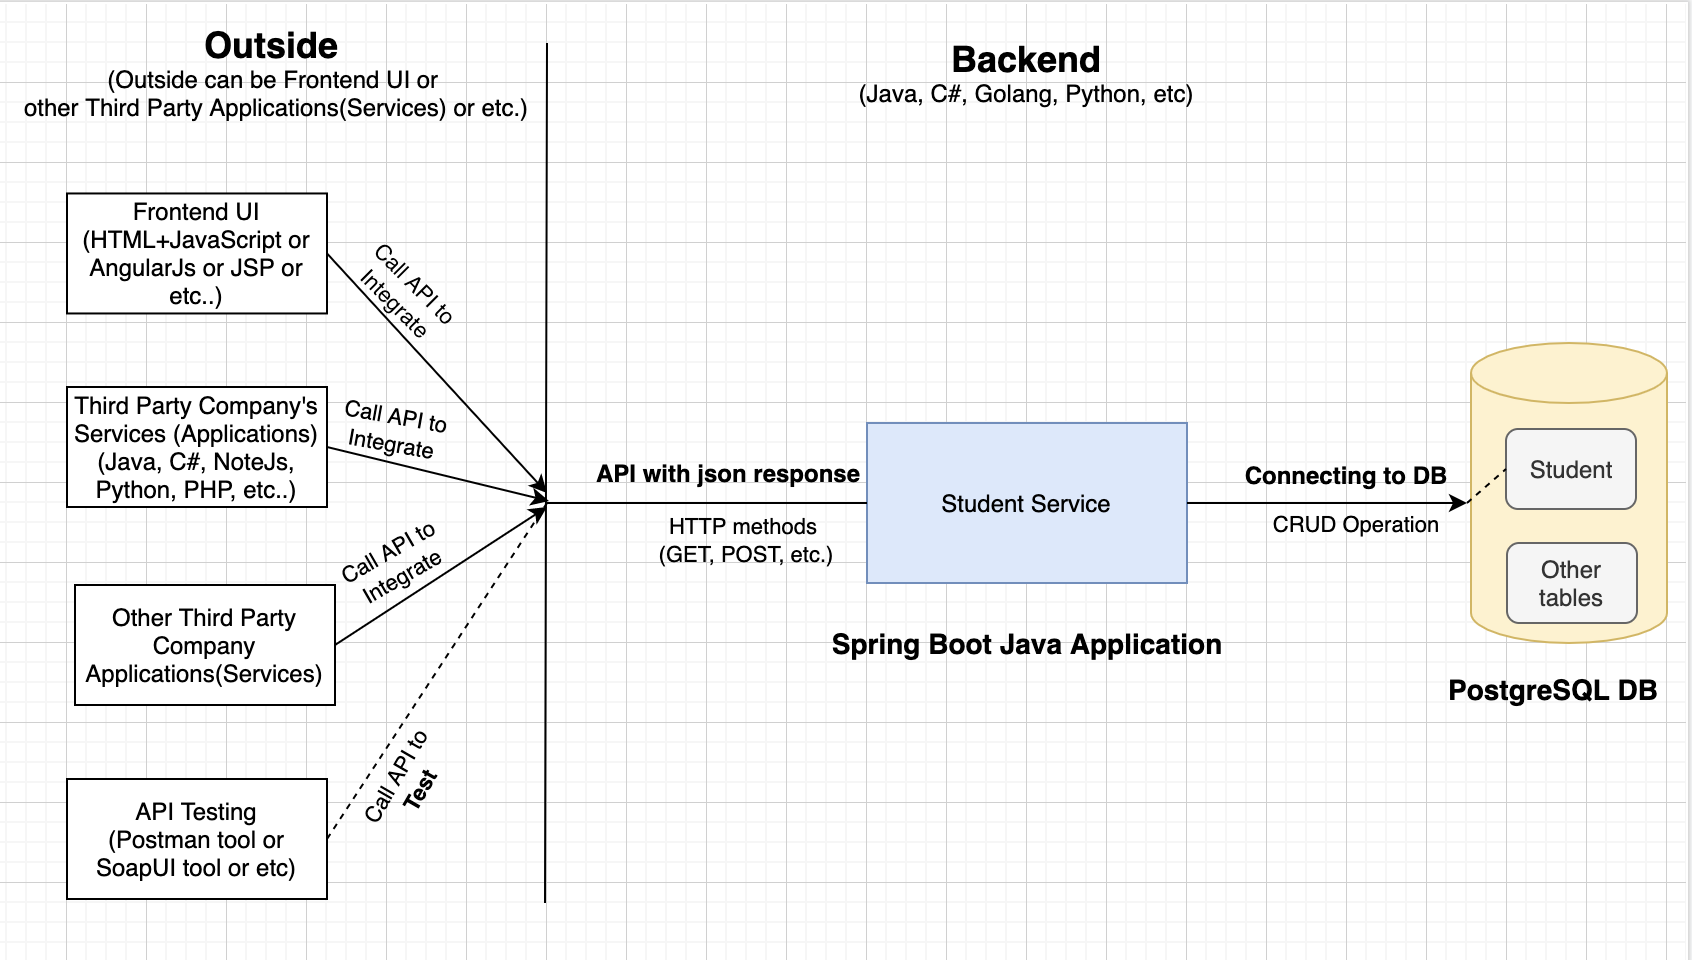 Outside
(Outside can be Frontend UI or
other Third Party Applications(Services) or etc.)
Backend
(Java, C#, Golang, Python, etc)
Frontend UI
(HTML+JavaScript or
AngularJs or JSP or
etc..)
Call API to
Integrate
Third Party Company's
Services (Applications)
(Java, C#, NoteJs,
Python, PHP, etc..)
Call API to
Integrate
Other Third Party
Company
Applications(Services)
Call API to
Integrate
API Testing
(Postman tool or
SoapUI tool or etc)
Call API to
Test
API with json response
HTTP methods
(GET, POST, etc.)
Student Service
Spring Boot Java Application
Connecting to DB
CRUD Operation
Student
Other
tables
PostgreSQL DB